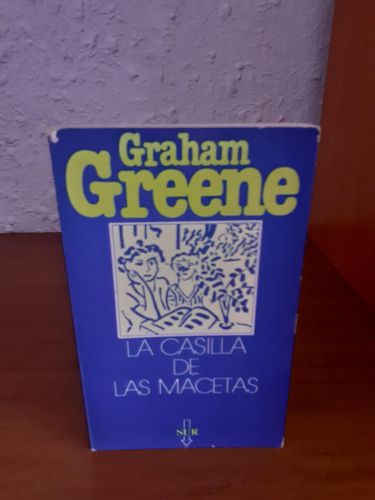 Graham
Greene
LA CASILLA
DE
LAS MACETAS
SUR